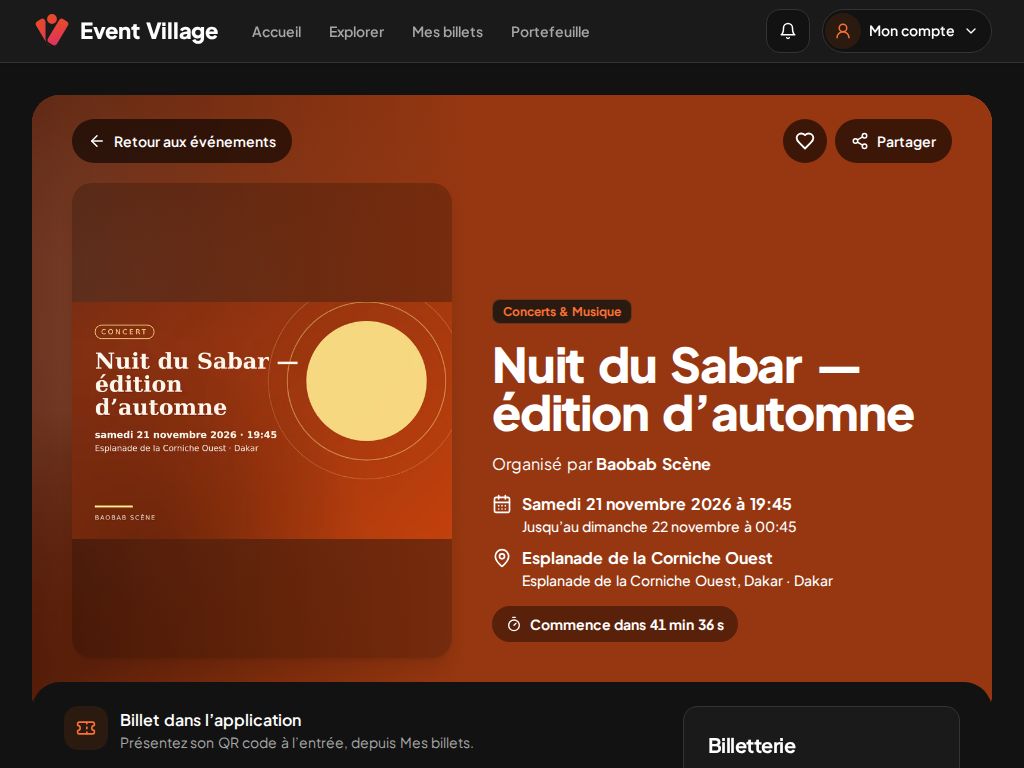 Event Village
Accueil
Explorer
Mes billets
Portefeuille
Mon compte
Retour aux événements
Partager
CONCERT
Nuit du Sabar —
édition
d’automne
samedi 21 novembre 2026 · 19:45
Esplanade de la Corniche Ouest · Dakar
BAOBAB SCÈNE
Concerts & Musique
Nuit du Sabar —
édition d’automne
Organisé par Baobab Scène
Samedi 21 novembre 2026 à 19:45
Jusqu’au dimanche 22 novembre à 00:45
Esplanade de la Corniche Ouest
Esplanade de la Corniche Ouest, Dakar · Dakar
Commence dans 41 min 36 s
Billet dans l’application
Présentez son QR code à l’entrée, depuis Mes billets.
Billetterie